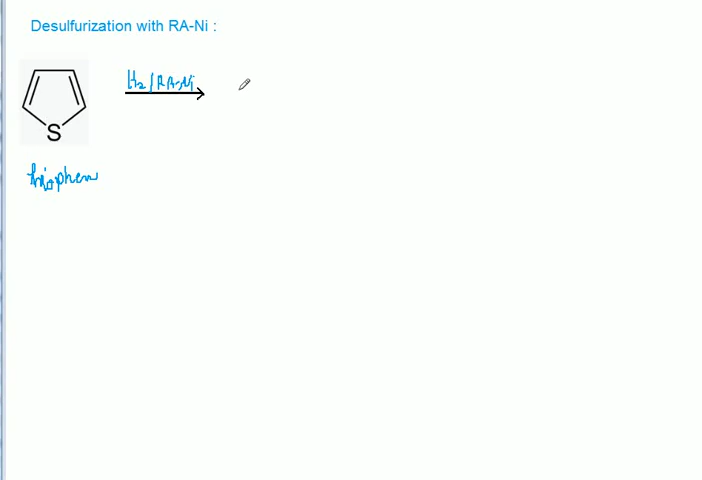 Desulfurization with RA-Ni :
H₂/RA-Ni
S
thiophene